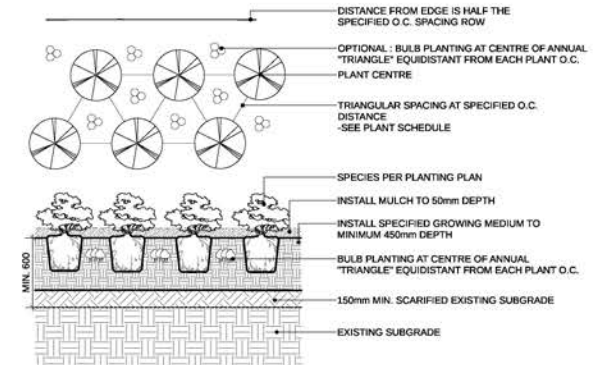 DISTANCE FROM EDGE IS HALF THE
SPECIFIED O.C. SPACING ROW
OPTIONAL : BULB PLANTING AT CENTRE OF ANNUAL
"TRIANGLE" EQUIDISTANT FROM EACH PLANT O.C.
PLANT CENTRE
TRIANGULAR SPACING AT SPECIFIED O.C.
DISTANCE
-SEE PLANT SCHEDULE
SPECIES PER PLANTING PLAN
INSTALL MULCH TO 50mm DEPTH
INSTALL SPECIFIED GROWING MEDIUM TO
MINIMUM 450mm DEPTH
BULB PLANTING AT CENTRE OF ANNUAL
"TRIANGLE" EQUIDISTANT FROM EACH PLANT O.C.
MIN. 600
150mm MIN. SCARIFIED EXISTING SUBGRADE
EXISTING SUBGRADE